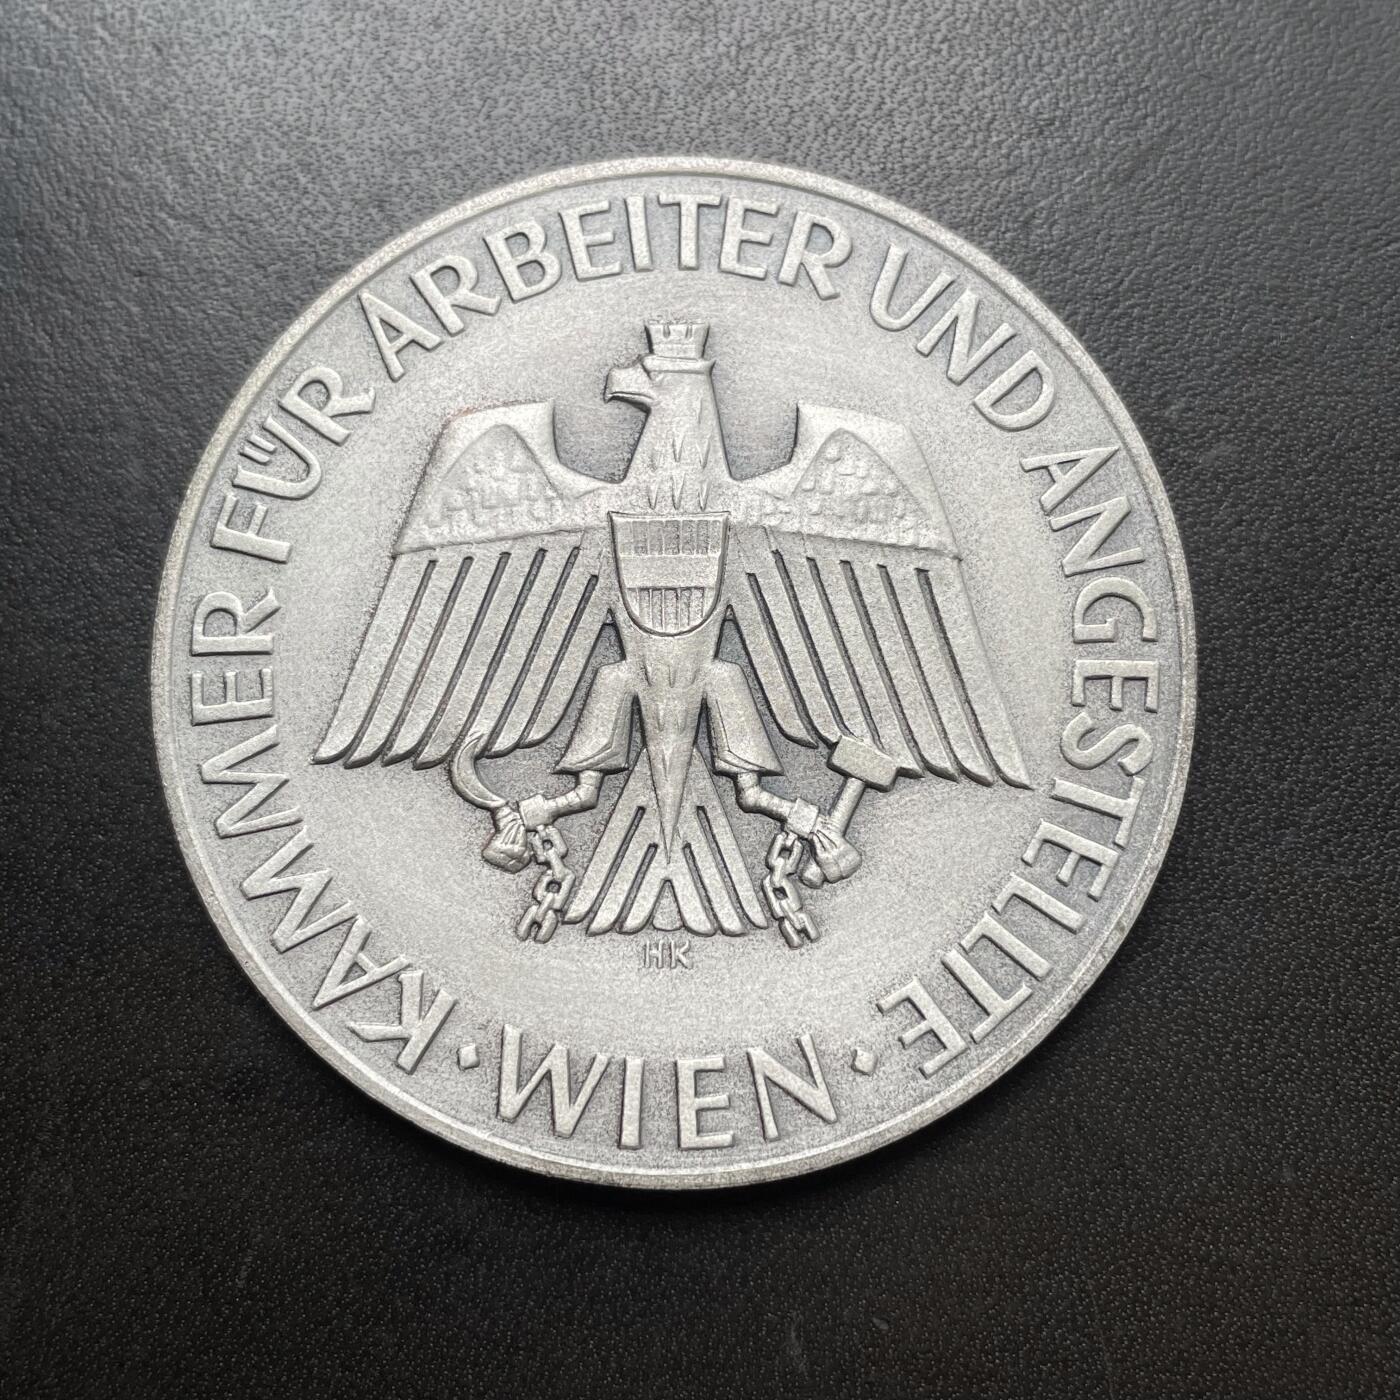 KAMMER FÜR ARBEITER UND ANGESTELLTE
· WIEN ·
HK